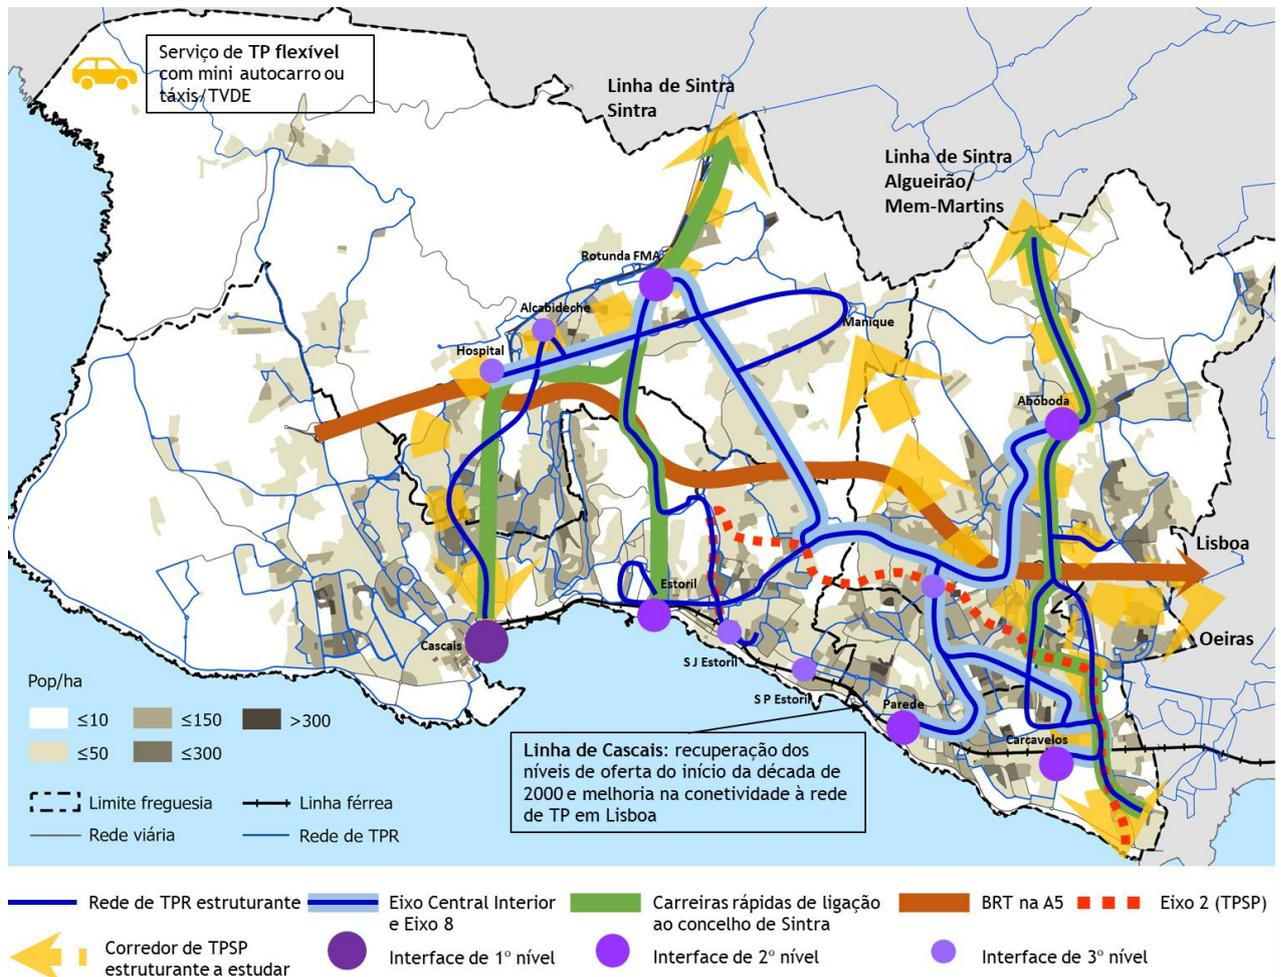 Serviço de TP flexível
com mini autocarro ou
táxis/TVDE
Linha de Sintra
Sintra
Linha de Sintra
Algueirão/
Mem-Martins
Rotunda FMA
Alcabideche
Manique
Hospital
Abóboda
Lisboa
Estoril
Oeiras
Cascais
S J Estoril
S P Estoril
Parede
Carcavelos
Pop/ha
≤10
≤150
>300
≤50
≤300
Linha de Cascais: recuperação dos
níveis de oferta do início da década de
2000 e melhoria na conetividade à rede
de TP em Lisboa
Limite freguesia
Linha férrea
Rede viária
Rede de TPR
Rede de TPR estruturante
Eixo Central Interior
e Eixo 8
Carreiras rápidas de ligação
ao concelho de Sintra
BRT na A5
Eixo 2 (TPSP)
Corredor de TPSP
estruturante a estudar
Interface de 1º nível
Interface de 2º nível
Interface de 3º nível